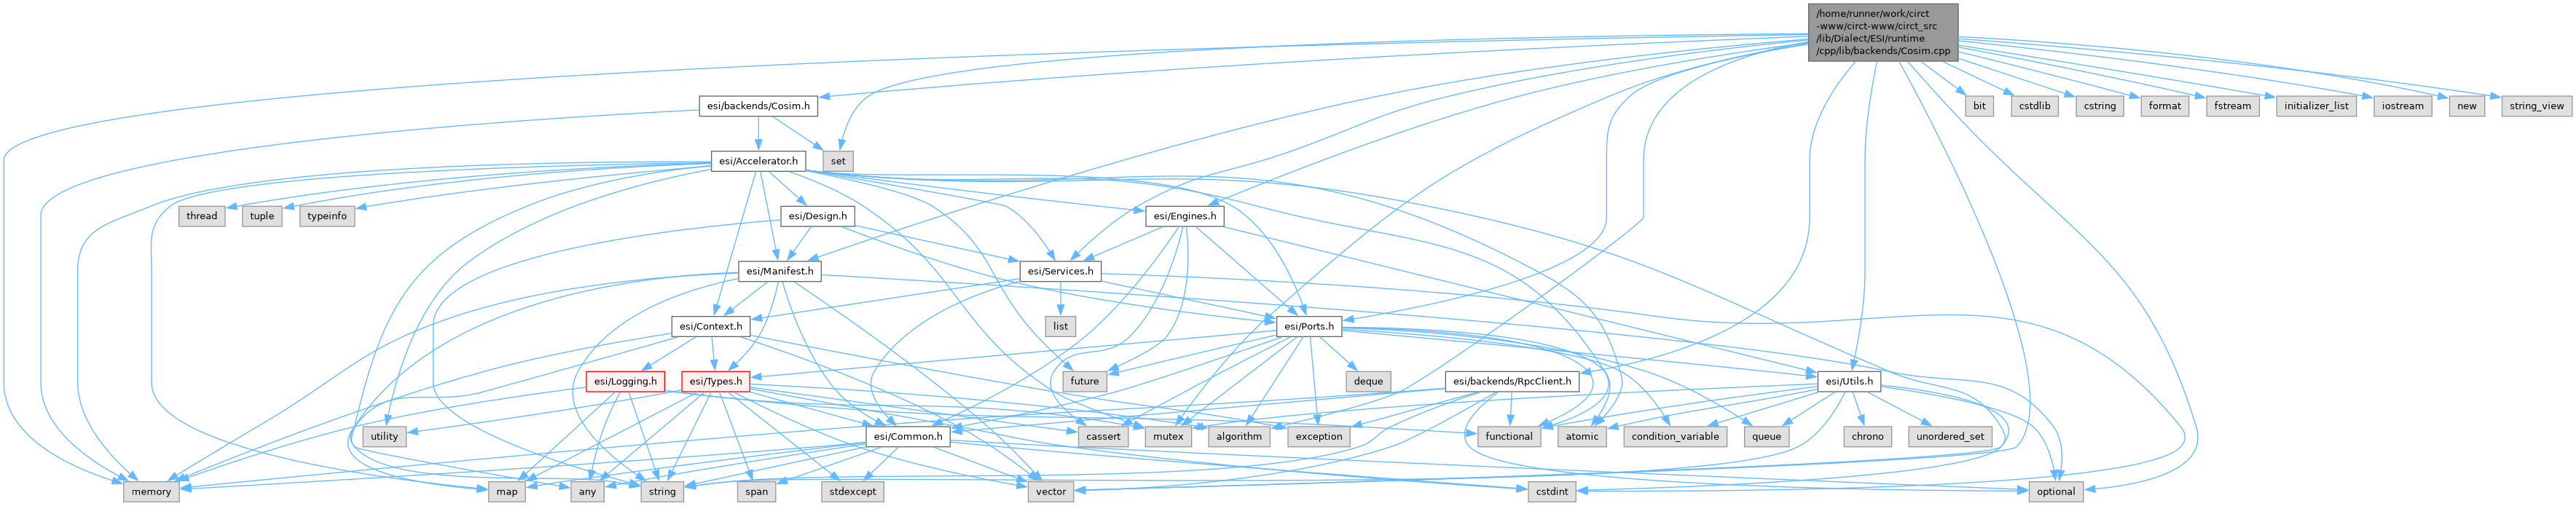 /home/runner/work/circt
-www/circt-www/circt_src
/lib/Dialect/ESI/runtime
/cpp/lib/backends/Cosim.cpp
esi/backends/Cosim.h
bit
cstdlib
cstring
format
fstream
initializer_list
iostream
new
string_view
esi/Accelerator.h
set
thread
tuple
typeinfo
esi/Design.h
esi/Engines.h
esi/Manifest.h
esi/Services.h
esi/Context.h
list
esi/Ports.h
esi/Logging.h
esi/Types.h
future
deque
esi/backends/RpcClient.h
esi/Utils.h
utility
esi/Common.h
cassert
mutex
algorithm
exception
functional
atomic
condition_variable
queue
chrono
unordered_set
memory
map
any
string
span
stdexcept
vector
cstdint
optional